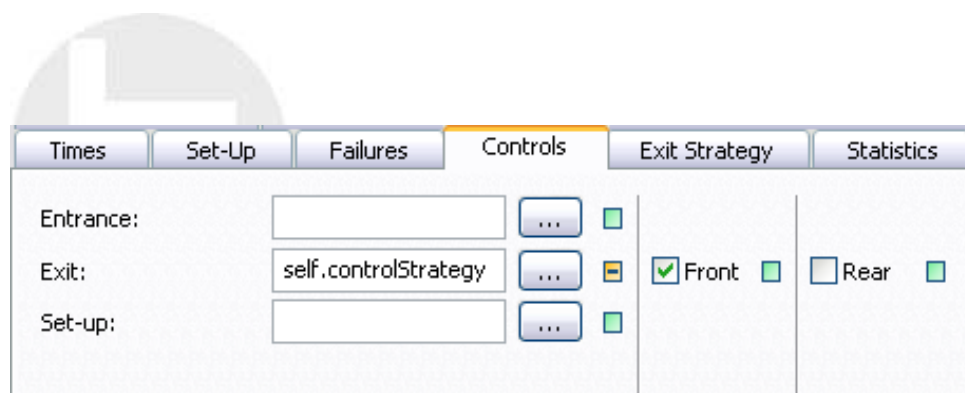 Times Set-Up Failures Controls Exit Strategy Statistics
Entrance: ...
Exit: self.controlStrategy ... Front Rear
Set-up: ...